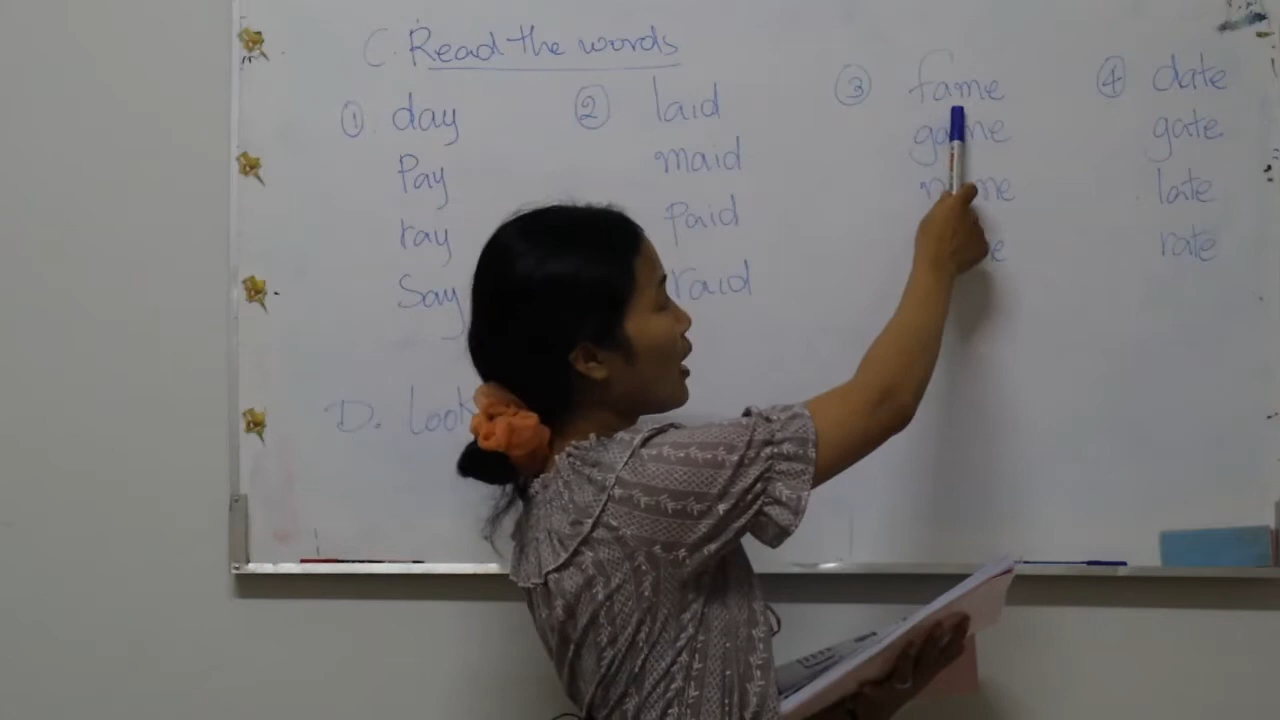 C. Read the words
① day
Pay
ray
Say
② laid
maid
paid
raid
③ fame
game
name
④ date
gate
late
rate
D. Look